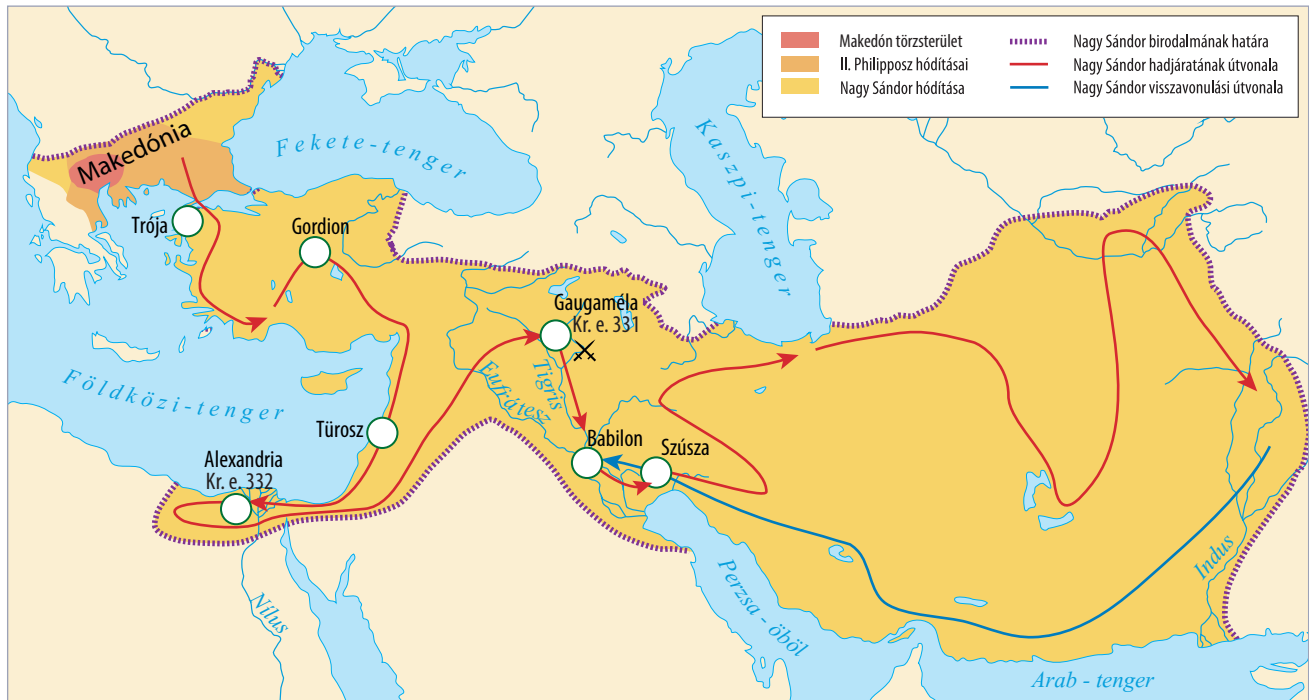 Makedón törzsterület
II. Philipposz hódításai
Nagy Sándor hódítása
Nagy Sándor birodalmának határa
Nagy Sándor hadjáratának útvonala
Nagy Sándor visszavonulási útvonala
Makedónia
Fekete-tenger
Kaszpi-tenger
Trója
Gordion
Gaugaméla
Kr. e. 331
Tigris
Eufrátesz
Földközi-tenger
Türosz
Babilon
Szúsza
Alexandria
Kr. e. 332
Nílus
Perzsa - öböl
Indus
Arab - tenger